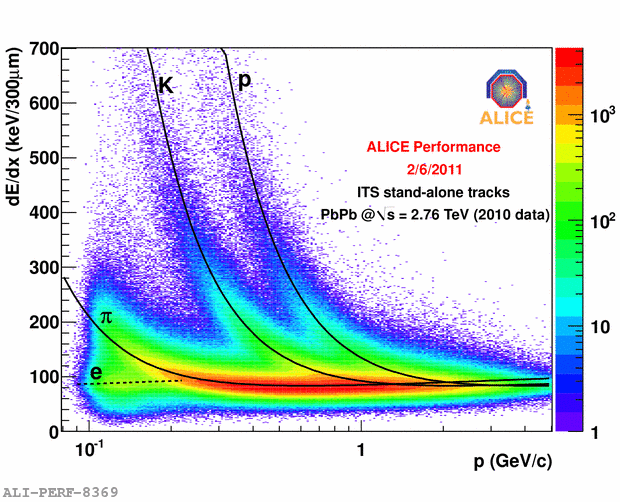 dE/dx (keV/300μm)
700
600
500
400
300
200
100
0
K
p
π
e
ALICE
ALICE Performance
2/6/2011
ITS stand-alone tracks
PbPb @√s = 2.76 TeV (2010 data)
10³
10²
10
1
10⁻¹
1
p (GeV/c)
ALI-PERF-8369